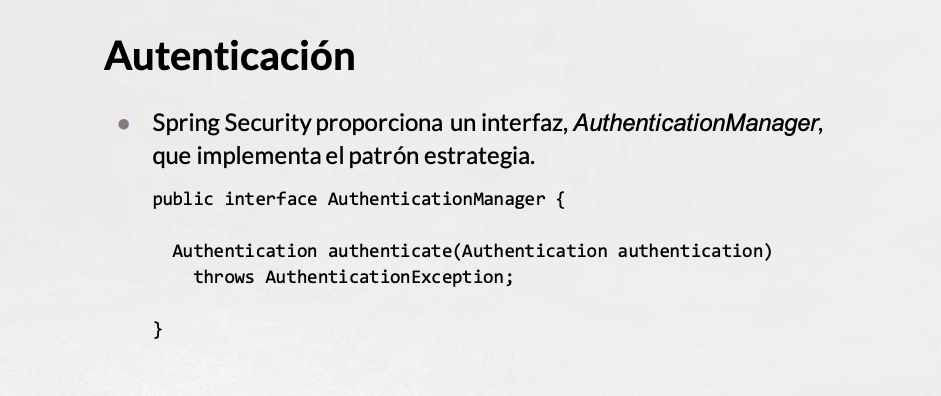 Autenticación
● Spring Security proporciona un interfaz, AuthenticationManager,
que implementa el patrón estrategia.
public interface AuthenticationManager {
Authentication authenticate(Authentication authentication)
throws AuthenticationException;
}